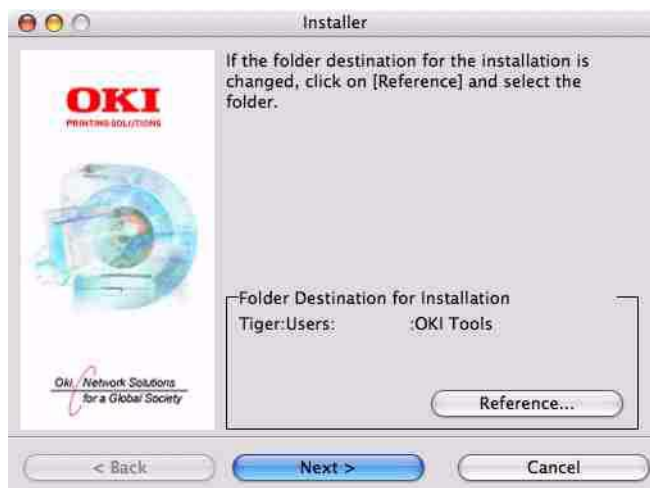 Installer
If the folder destination for the installation is
changed, click on [Reference] and select the
folder.
OKI
PRINTING SOLUTIONS
Folder Destination for Installation
Tiger:Users: :OKI Tools
Oki, Network Solutions
for a Global Society
Reference...
< Back
Next >
Cancel